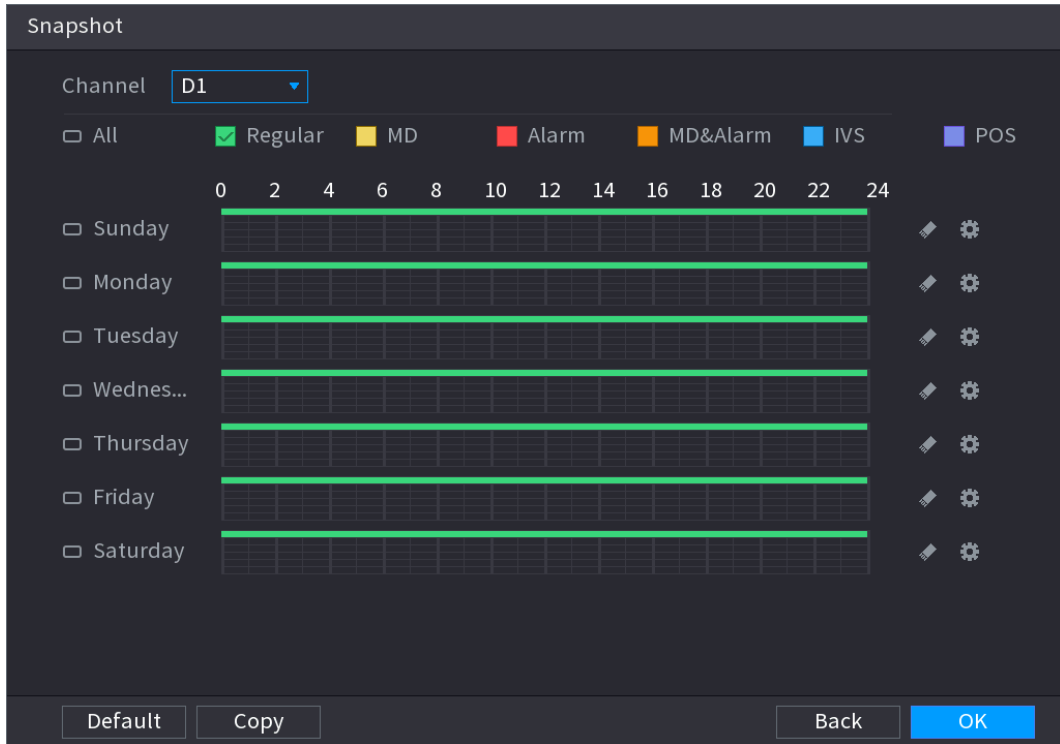 Snapshot
Channel D1
All Regular MD Alarm MD&Alarm IVS POS
0 2 4 6 8 10 12 14 16 18 20 22 24
Sunday
Monday
Tuesday
Wednes...
Thursday
Friday
Saturday
Default Copy Back OK